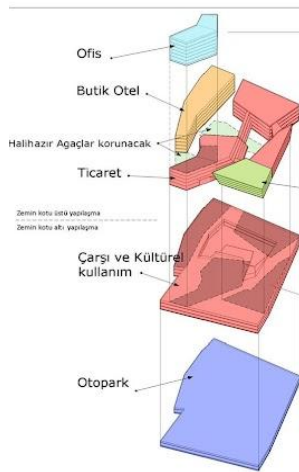 Ofis
Butik Otel
Halihazır Agaçlar korunacak
Ticaret
Zemin kotu üstü yapılaşma
Zemin kotu altı yapılaşma
Çarşı ve Kültürel
kullanım
Otopark